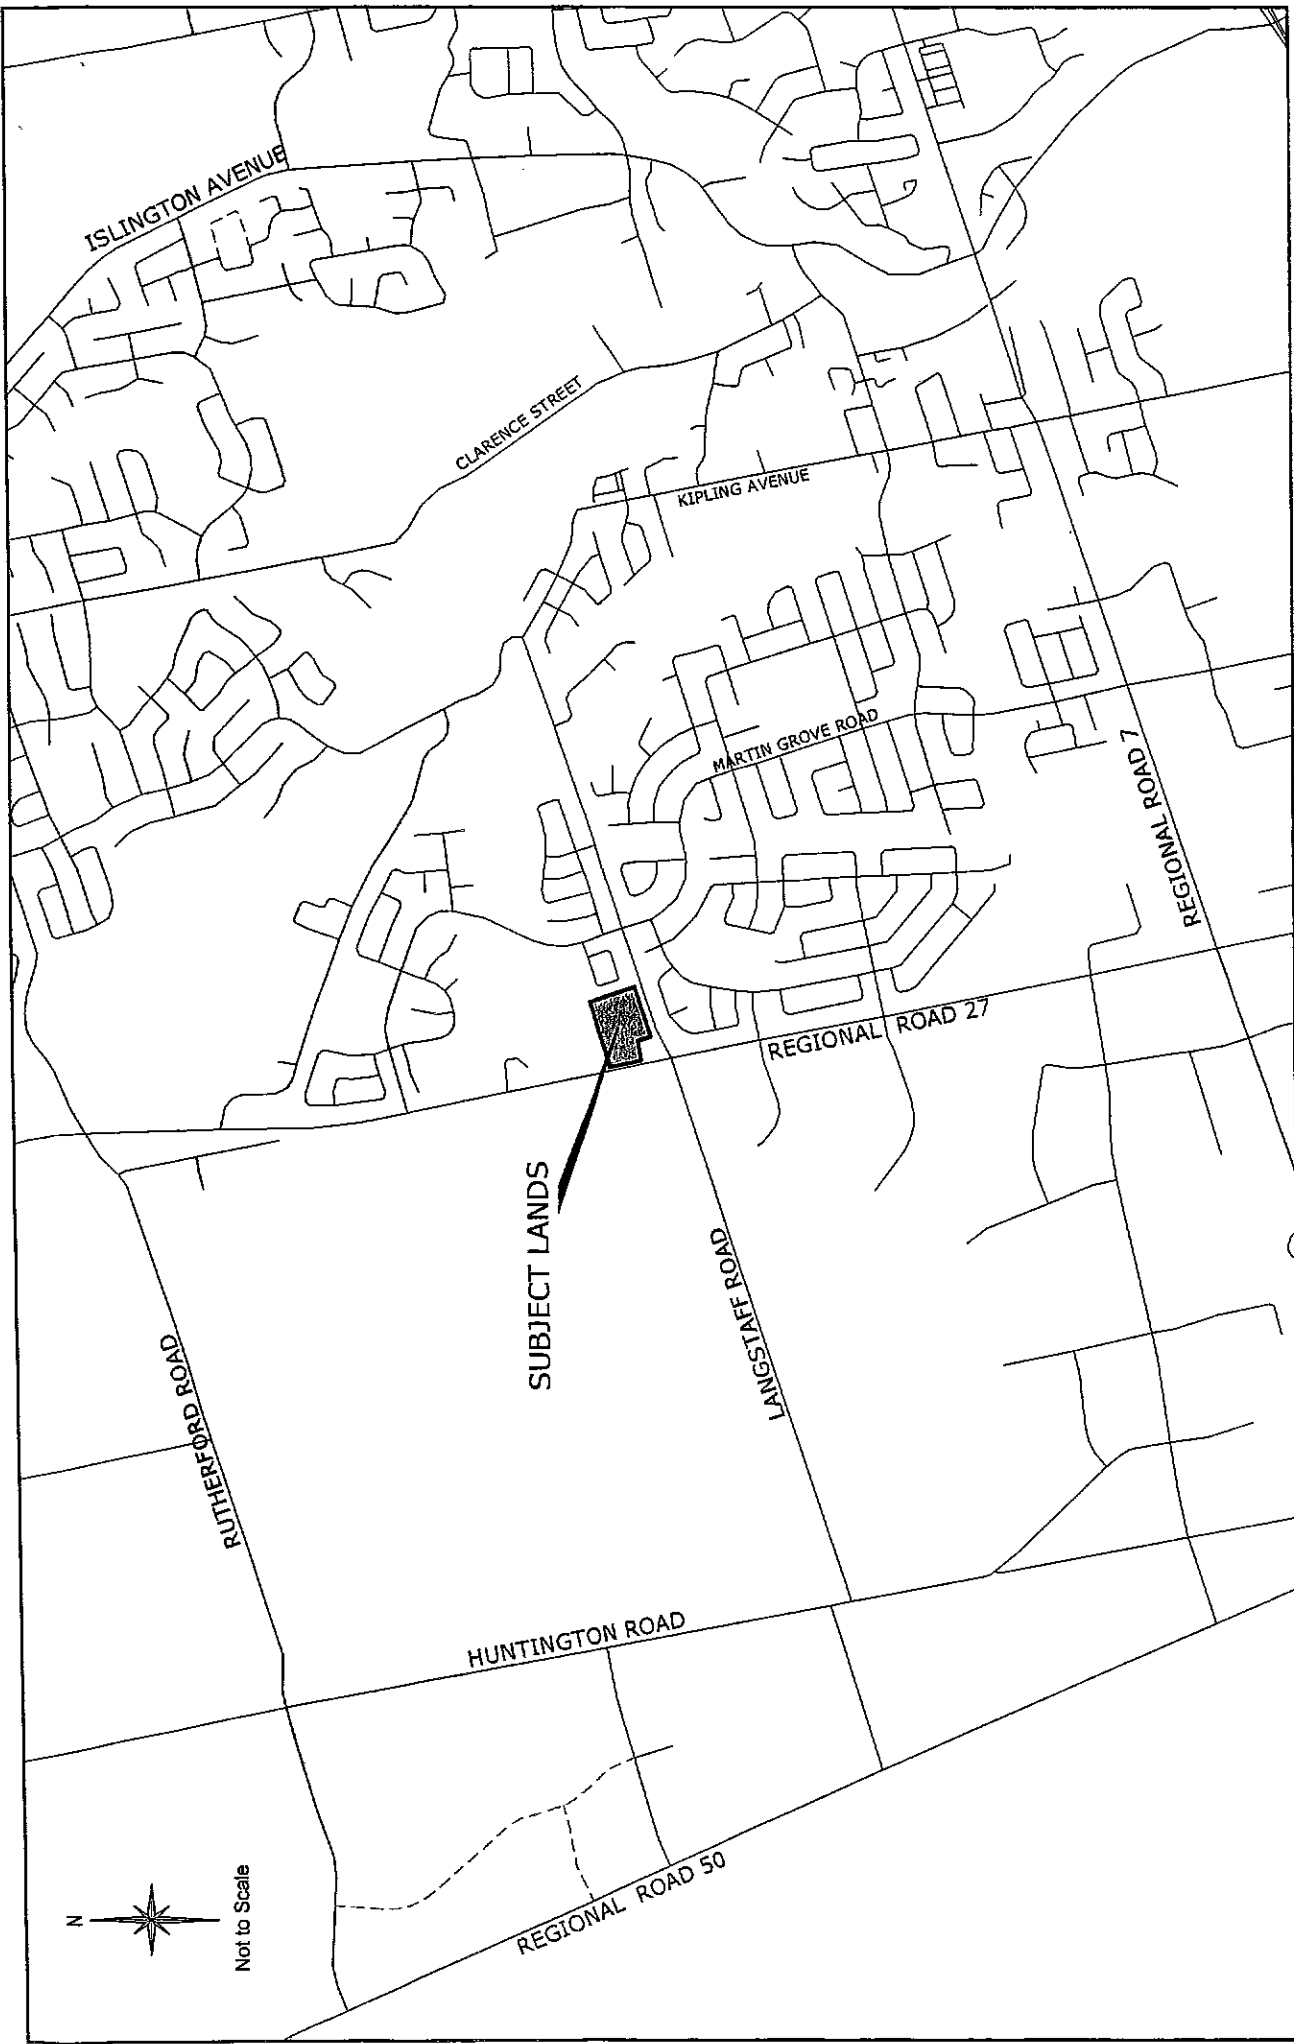 N
Not to Scale
ISLINGTON AVENUE
CLARENCE STREET
KIPLING AVENUE
MARTIN GROVE ROAD
REGIONAL ROAD 7
REGIONAL ROAD 27
SUBJECT LANDS
LANGSTAFF ROAD
RUTHERFORD ROAD
HUNTINGTON ROAD
REGIONAL ROAD 50